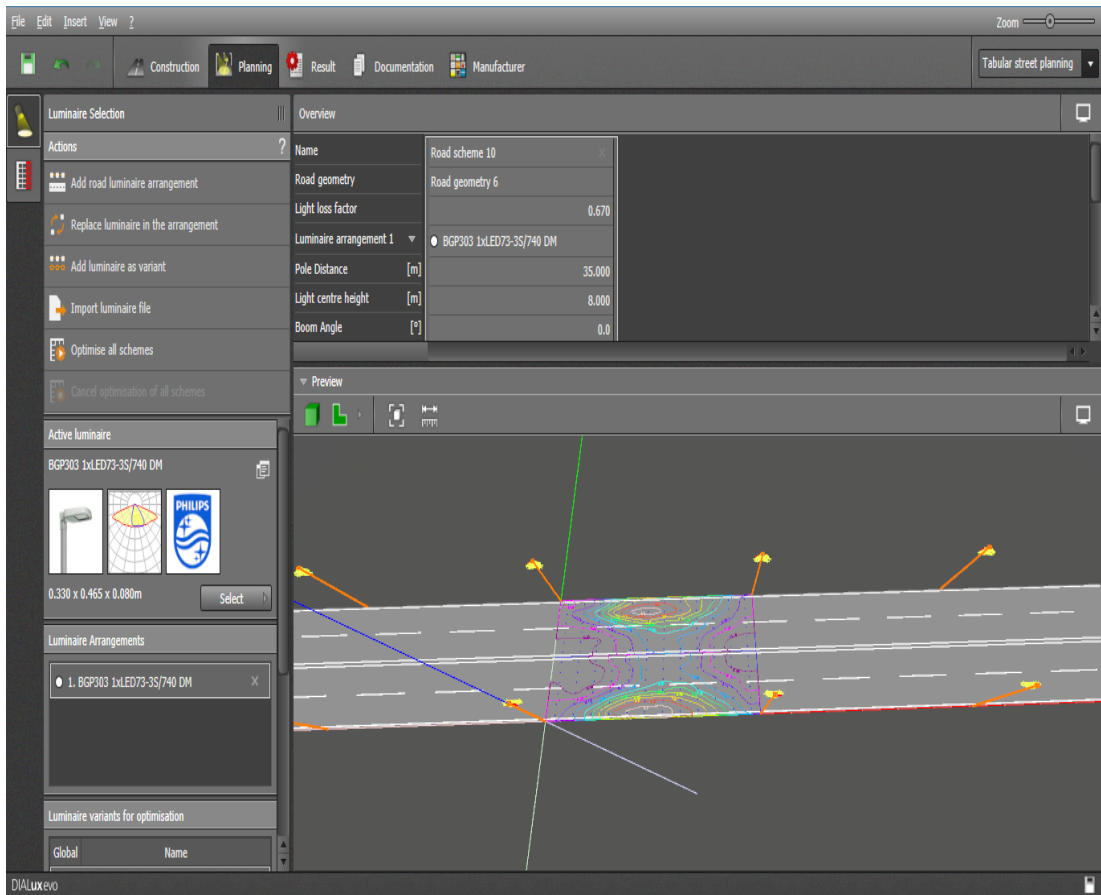 File Edit Insert View ?
Zoom
Construction Planning Result Documentation Manufacturer
Tabular street planning
Luminaire Selection
Actions ?
Add road luminaire arrangement
Replace luminaire in the arrangement
Add luminaire as variant
Import luminaire file
Optimise all schemes
Cancel optimisation of all schemes
Active luminaire
BGP303 1xLED73-3S/740 DM
PHILIPS
0.330 x 0.465 x 0.080m
Select
Luminaire Arrangements
1. BGP303 1xLED73-3S/740 DM X
Luminaire variants for optimisation
Global Name
Overview
Name Road scheme 10 X
Road geometry Road geometry 6
Light loss factor 0.670
Luminaire arrangement 1 BGP303 1xLED73-3S/740 DM
Pole Distance [m] 35.000
Light centre height [m] 8.000
Boom Angle [°] 0.0
Preview
DIALux evo